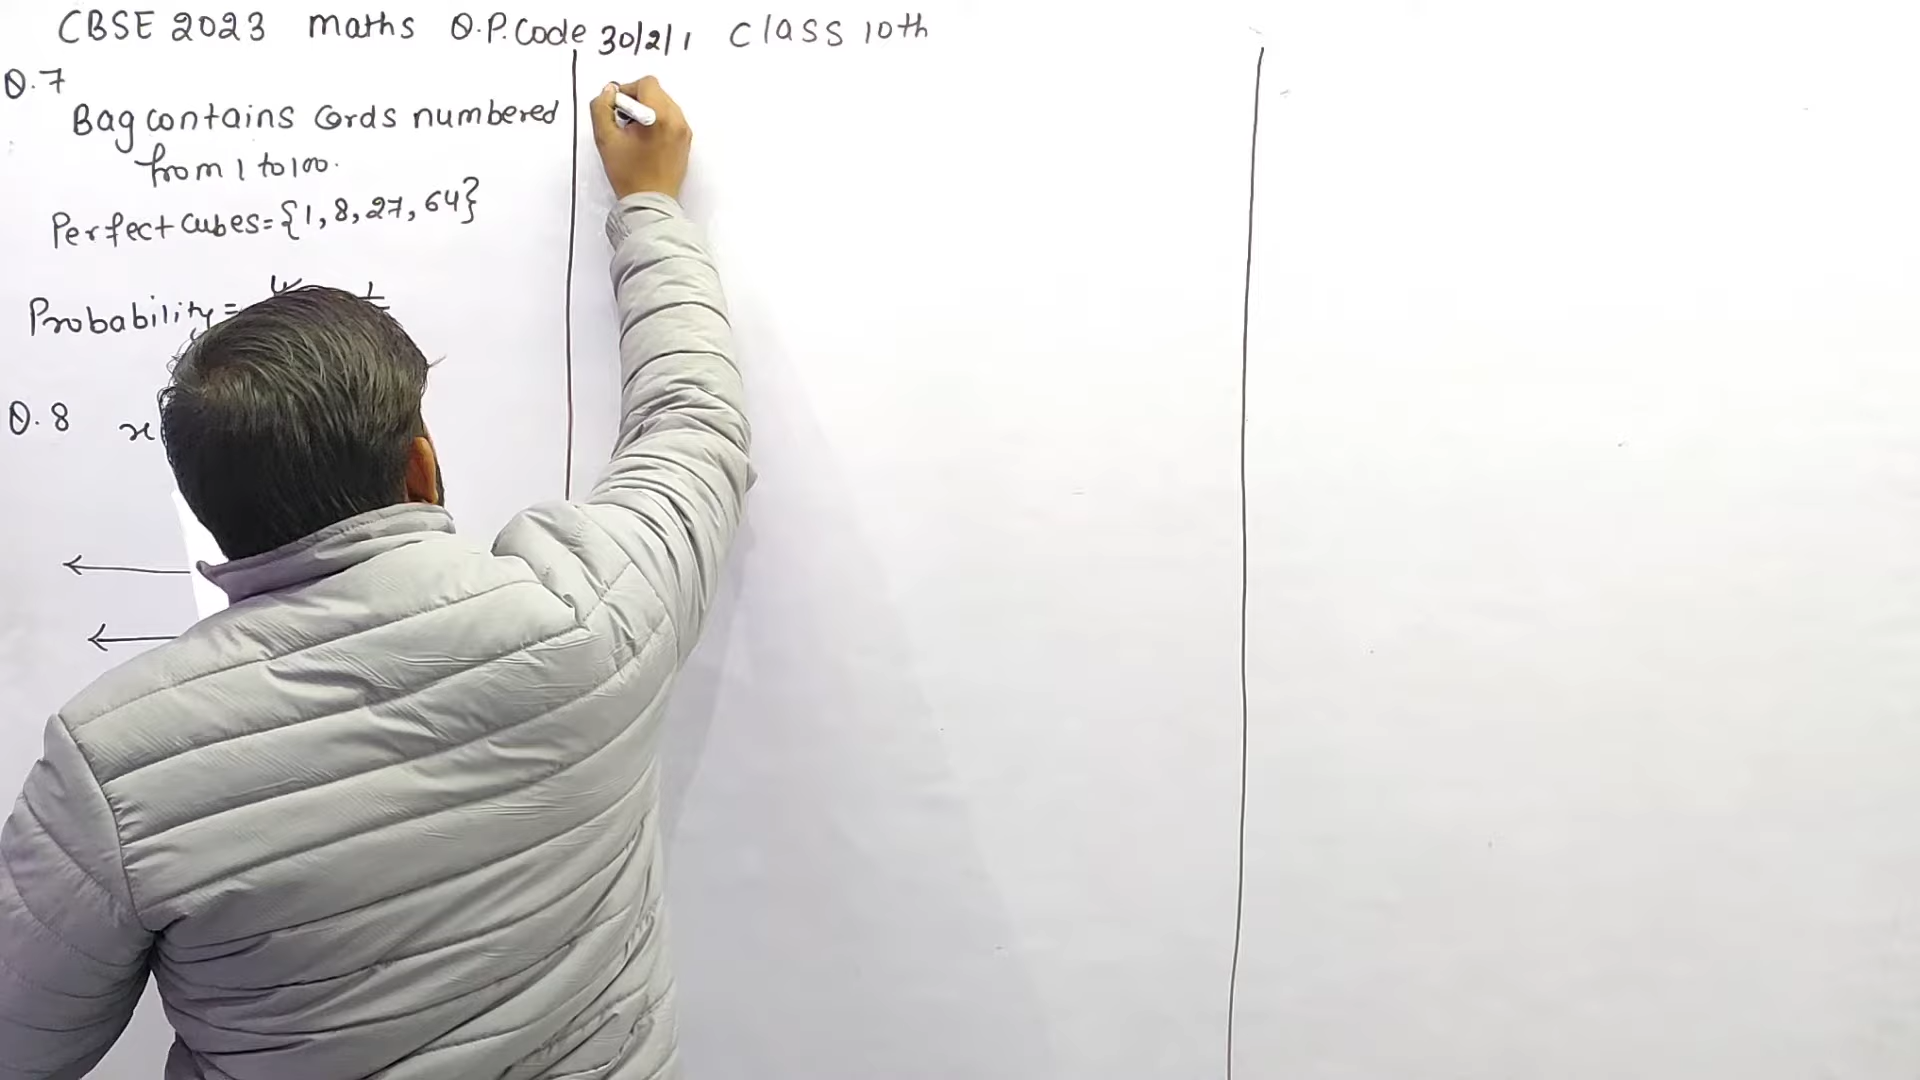 CBSE 2023 maths Q.P. Code 30/2/1 Class 10th
Q.7
Bag contains Cards numbered
from 1 to 100.
Perfect Cubes = {1, 8, 27, 64}
Probability =
Q.8 x